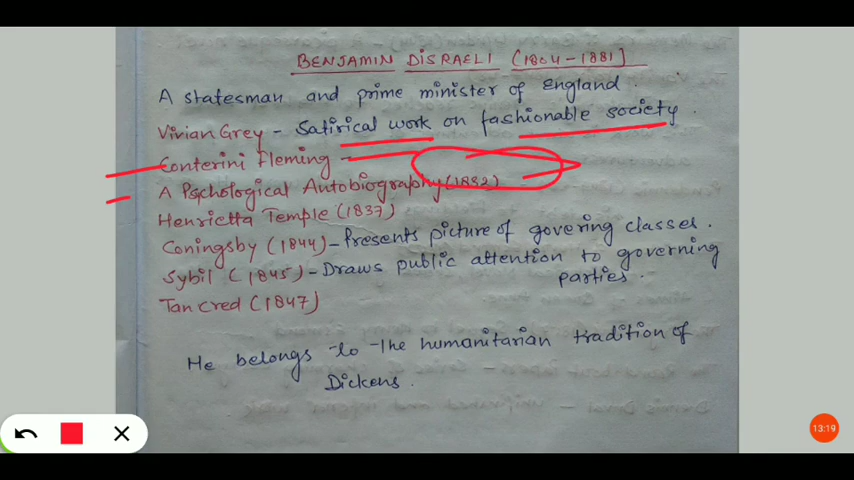 BENJAMIN DISRAELI (1804-1881]
A statesman and prime minister of England.
Vivian Grey - Satirical work on fashionable society
Conterini Fleming -
A Pschological Autobiography (1832)
Henrietta Temple (1837)
Coningsby (1844) - Presents picture of governing classes.
Sybil (1845) - Draws public attention to governing
parties.
Tancred (1847)
He belongs to the humanitarian tradition of
Dickens.
13:19